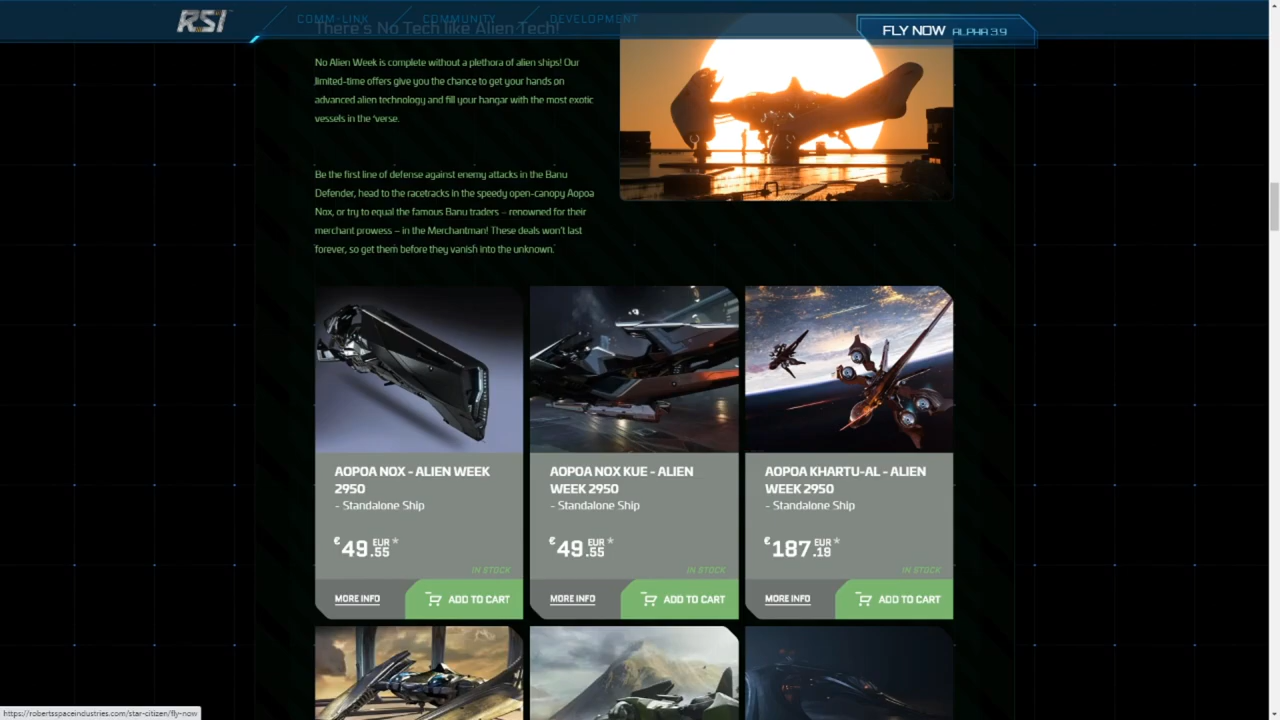 RSI
COMM-LINK
COMMUNITY
DEVELOPMENT
FLY NOW ALPHA 3.9
There's No Tech like Alien Tech!
No Alien Week is complete without a plethora of alien ships! Our
limited-time offers give you the chance to get your hands on
advanced alien technology and fill your hangar with the most exotic
vessels in the 'verse.
Be the first line of defense against enemy attacks in the Banu
Defender, head to the racetracks in the speedy open-canopy Aopoa
Nox, or try to equal the famous Banu traders – renowned for their
merchant prowess – in the Merchantman! These deals won't last
forever, so get them before they vanish into the unknown.
AOPOA NOX - ALIEN WEEK
2950
- Standalone Ship
€49.55 EUR *
IN STOCK
MORE INFO
ADD TO CART
AOPOA NOX KUE - ALIEN
WEEK 2950
- Standalone Ship
€49.55 EUR *
IN STOCK
MORE INFO
ADD TO CART
AOPOA KHARTU-AL - ALIEN
WEEK 2950
- Standalone Ship
€187.19 EUR *
IN STOCK
MORE INFO
ADD TO CART
https://robertsspaceindustries.com/star-citizen/fly-now